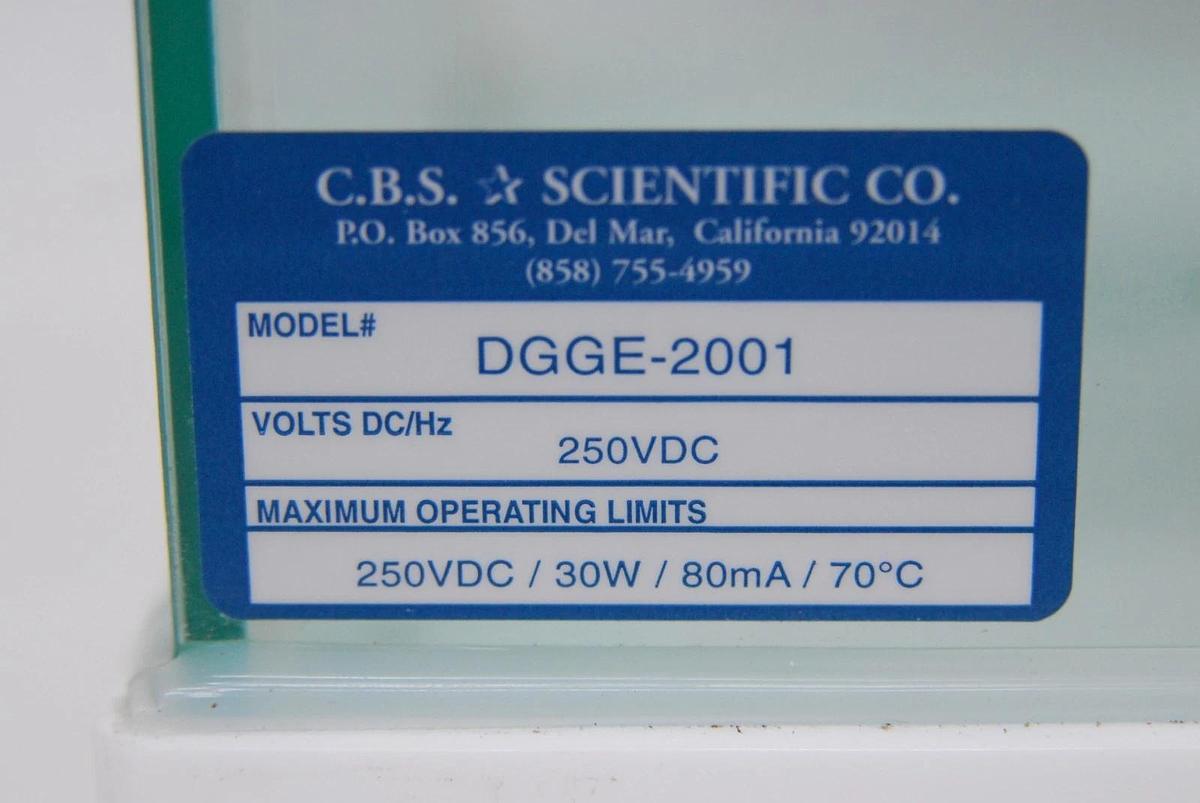 C.B.S. ☆ SCIENTIFIC CO.
P.O. Box 856, Del Mar, California 92014
(858) 755-4959
MODEL#
DGGE-2001
VOLTS DC/Hz
250VDC
MAXIMUM OPERATING LIMITS
250VDC / 30W / 80mA / 70°C